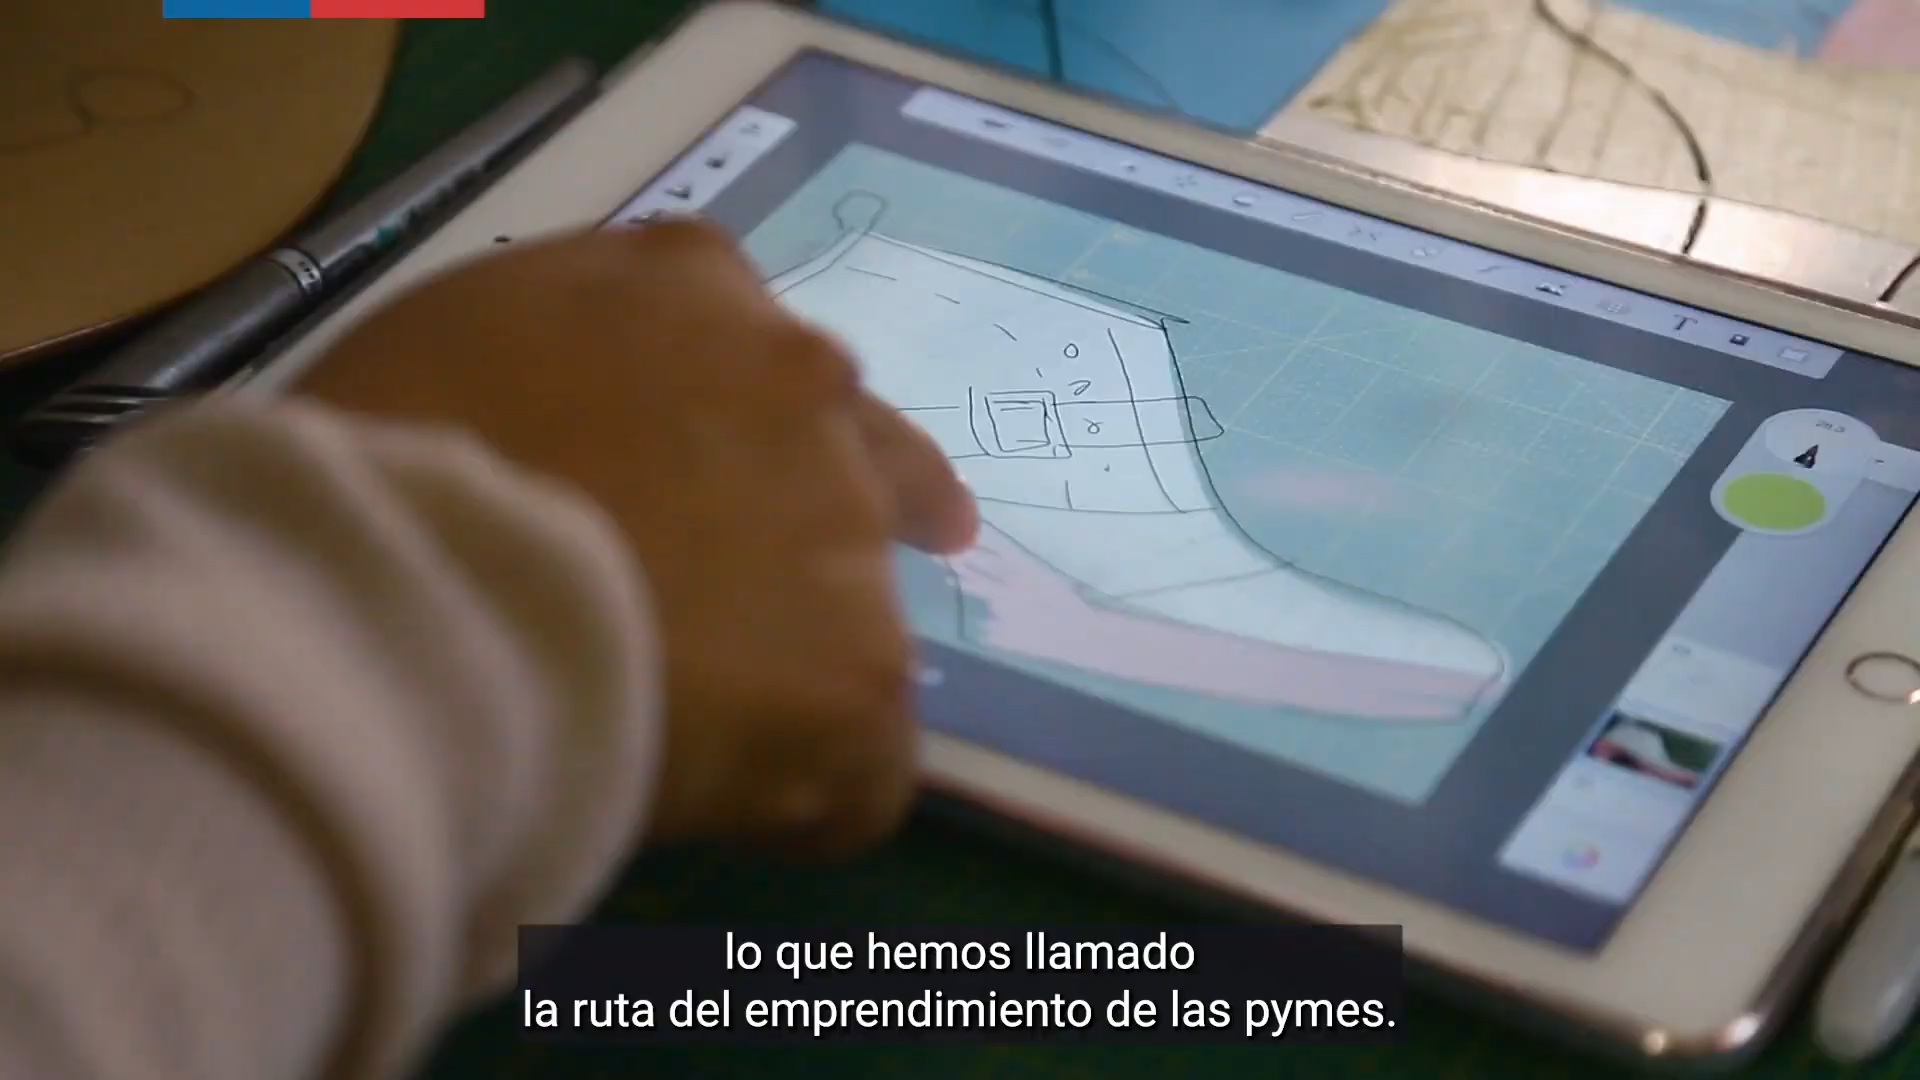 T
lo que hemos llamado
la ruta del emprendimiento de las pymes.